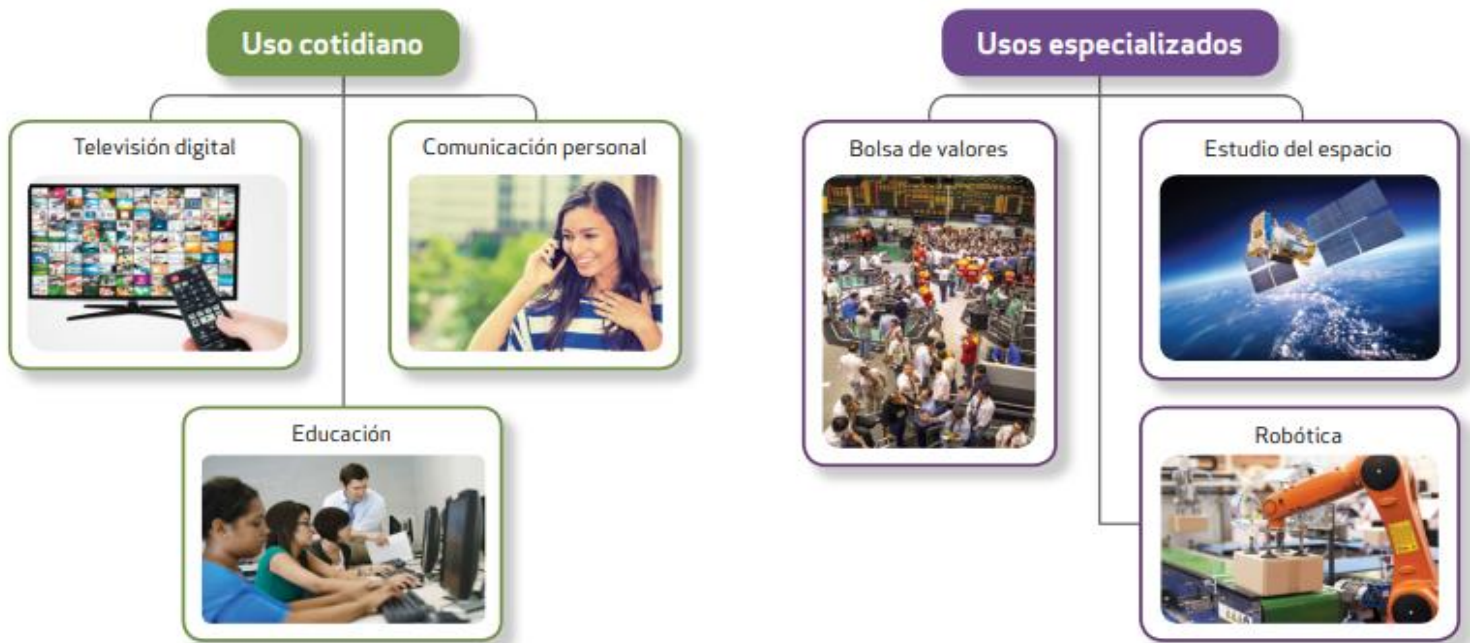 Uso cotidiano
Televisión digital
Comunicación personal
Educación
Usos especializados
Bolsa de valores
Estudio del espacio
Robótica